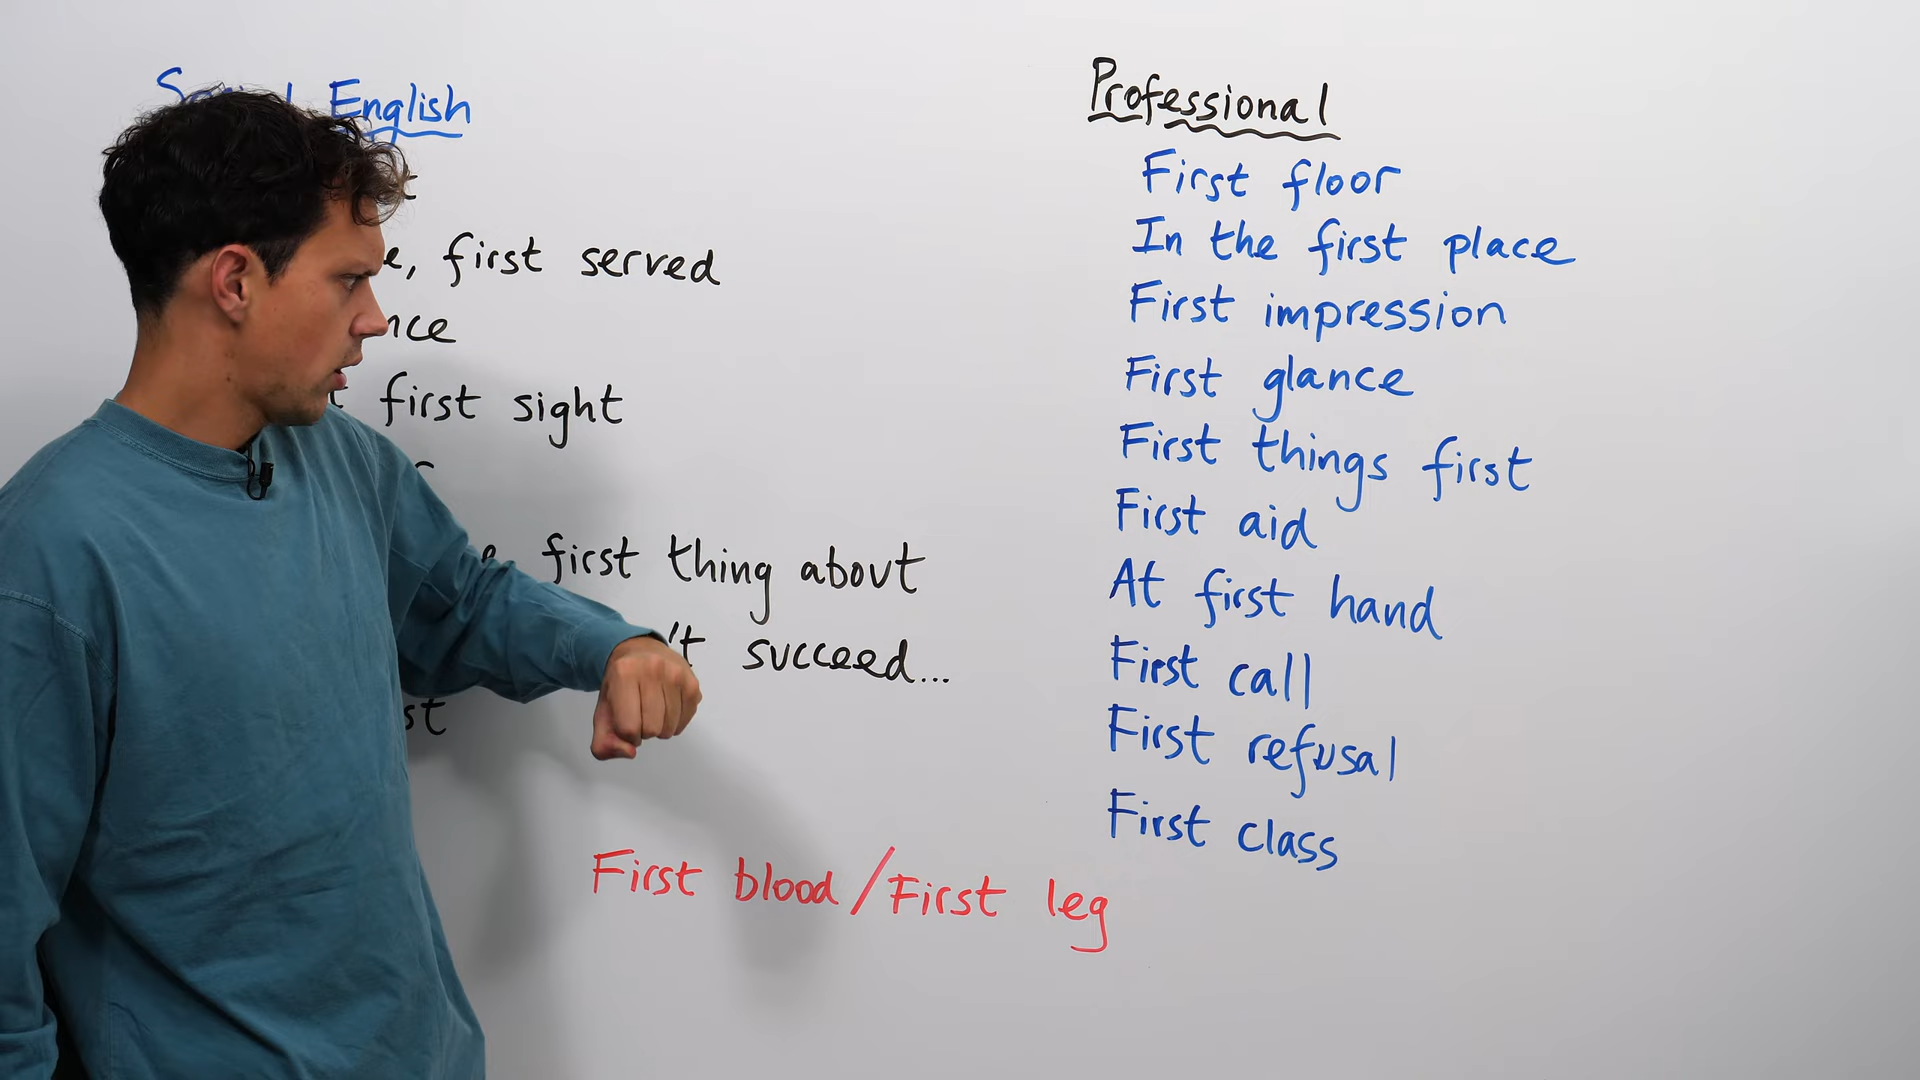 English
first served
first sight
first thing about
succeed...
First blood/First leg
Professional
First floor
In the first place
First impression
First glance
First things first
First aid
At first hand
First call
First refusal
First class